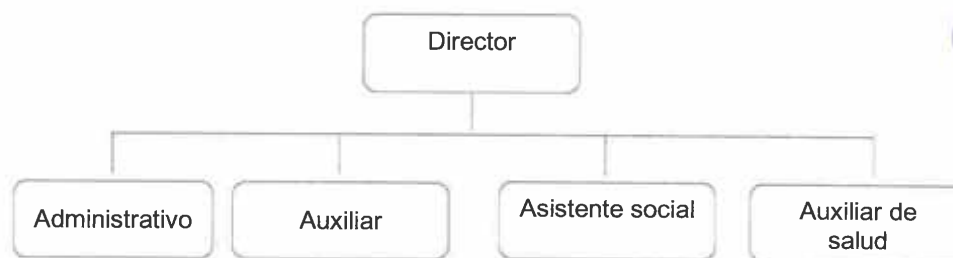 Director
Administrativo
Auxiliar
Asistente social
Auxiliar de
salud